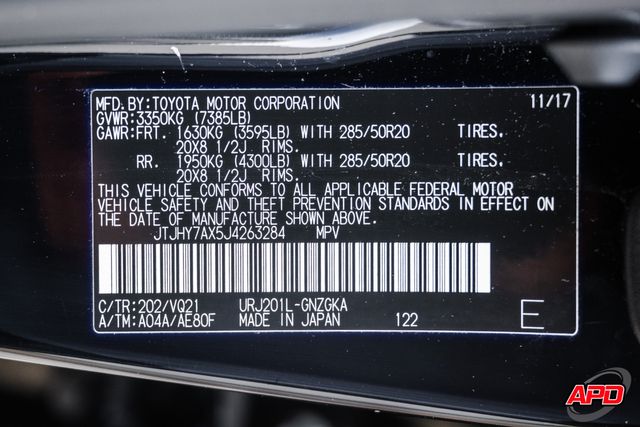 MFD.BY:TOYOTA MOTOR CORPORATION 11/17
GVWR:3350KG (7385LB)
GAWR:FRT. 1630KG (3595LB) WITH 285/50R20 TIRES.
20X8 1/2J RIMS.
RR. 1950KG (4300LB) WITH 285/50R20 TIRES.
20X8 1/2J RIMS.
THIS VEHICLE CONFORMS TO ALL APPLICABLE FEDERAL MOTOR
VEHICLE SAFETY AND THEFT PREVENTION STANDARDS IN EFFECT ON
THE DATE OF MANUFACTURE SHOWN ABOVE.
JTJHY7AX5J4263284 MPV
C/TR:202/VQ21 URJ201L-GNZGKA
A/TM:A04A/AE80F MADE IN JAPAN 122 E
APD